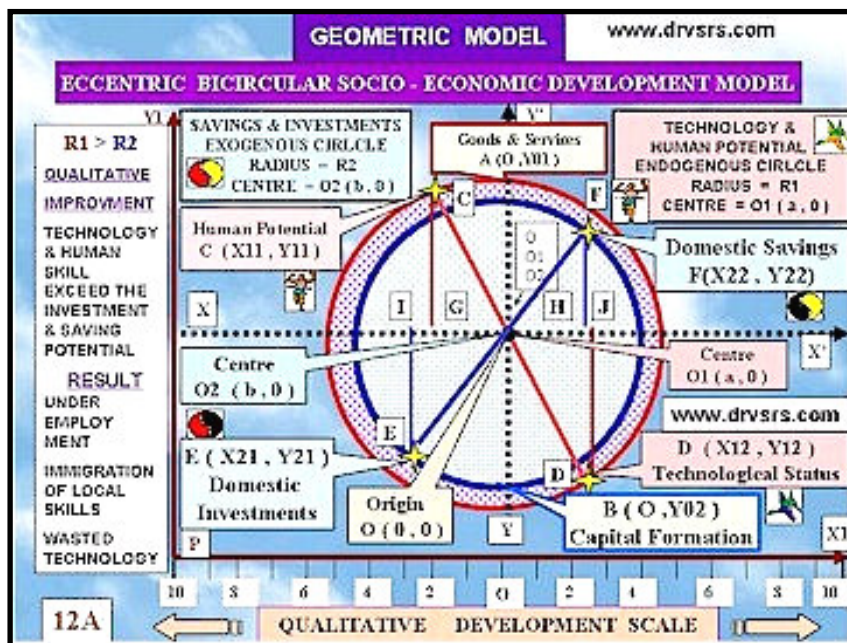 GEOMETRIC MODEL
www.drvsrs.com
ECCENTRIC BICIRCULAR SOCIO - ECONOMIC DEVELOPMENT MODEL
Y1
Y'
R1 > R2
QUALITATIVE
IMPROVMENT
TECHNOLOGY
& HUMAN
SKILL
EXCEED THE
INVESTMENT
& SAVING
POTENTIAL
RESULT
UNDER
EMPLOY
MENT
IMMIGRATION
OF LOCAL
SKILLS
WASTED
TECHNOLOGY
SAVINGS & INVESTMENTS
EXOGENOUS CIRLCLE
RADIUS = R2
CENTRE = O2 (b, 0)
Goods & Services
A (O, Y01)
TECHNOLOGY &
HUMAN POTENTIAL
ENDOGENOUS CIRLCLE
RADIUS = R1
CENTRE = O1 (a, 0)
C
F
Human Potential
C (X11, Y11)
O
O1
O2
Domestic Savings
F(X22, Y22)
I
G
H
J
X
X'
Centre
O2 (b, 0)
Centre
O1 (a, 0)
www.drvsrs.com
E
E ( X21, Y21)
Domestic
Investments
D
D ( X12, Y12)
Technological Status
Origin
O (0, 0)
Y
B ( O, Y02)
Capital Formation
P
X1
10 8 6 4 2 O 2 4 6 8 10
12A
QUALITATIVE DEVELOPMENT SCALE